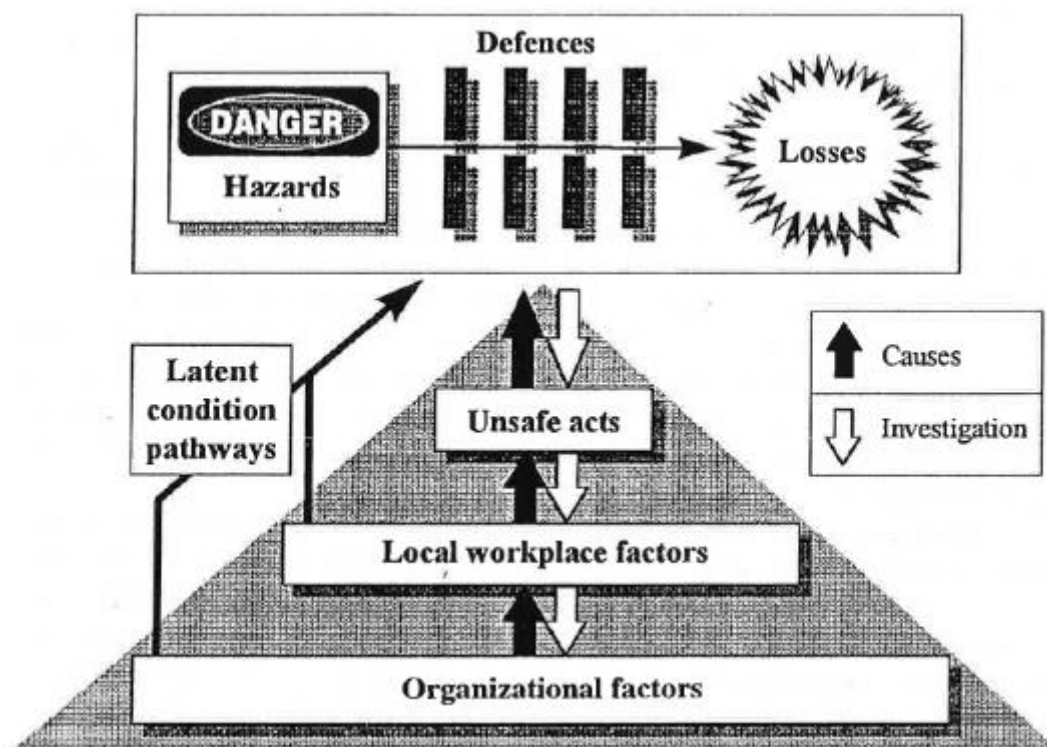 Defences
DANGER
Hazards
Losses
Latent
condition
pathways
Causes
Investigation
Unsafe acts
Local workplace factors
Organizational factors